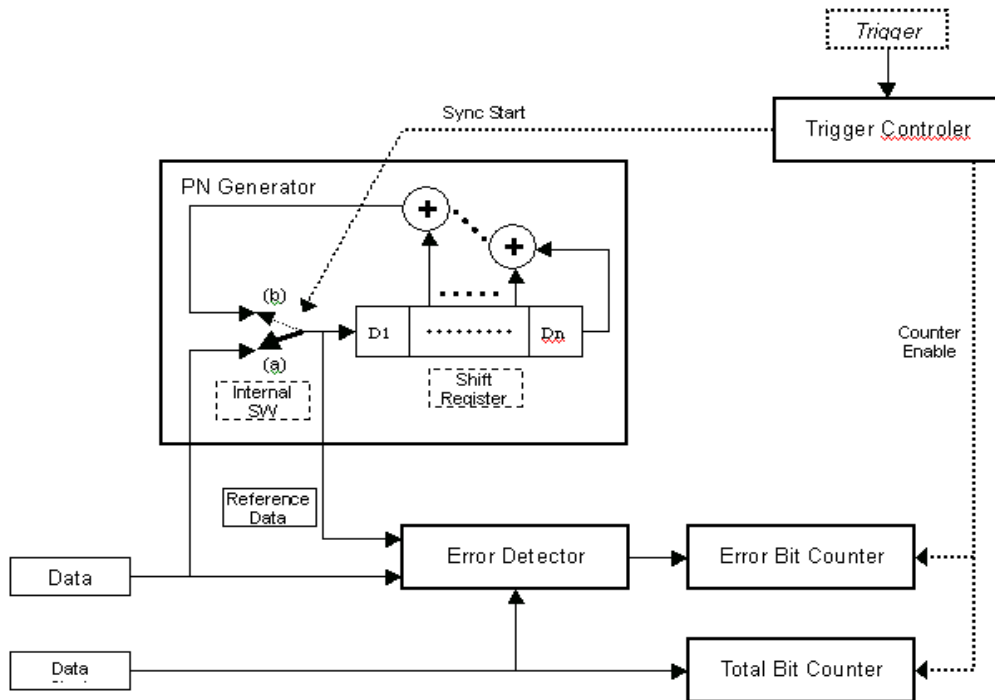 Trigger
Trigger Controler
Sync Start
PN Generator
+
+
(b)
D1
Dn
(a)
Internal
SW
Shift
Register
Counter
Enable
Reference
Data
Data
Error Detector
Error Bit Counter
Data
Total Bit Counter